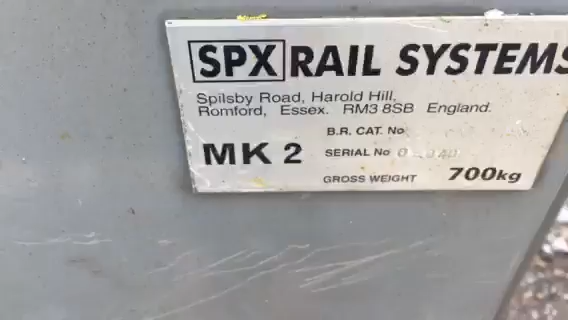 SPX RAIL SYSTEMS
Spilsby Road, Harold Hill,
Romford, Essex. RM3 8SB England.
B.R. CAT. No
MK 2 SERIAL No
GROSS WEIGHT 700kg